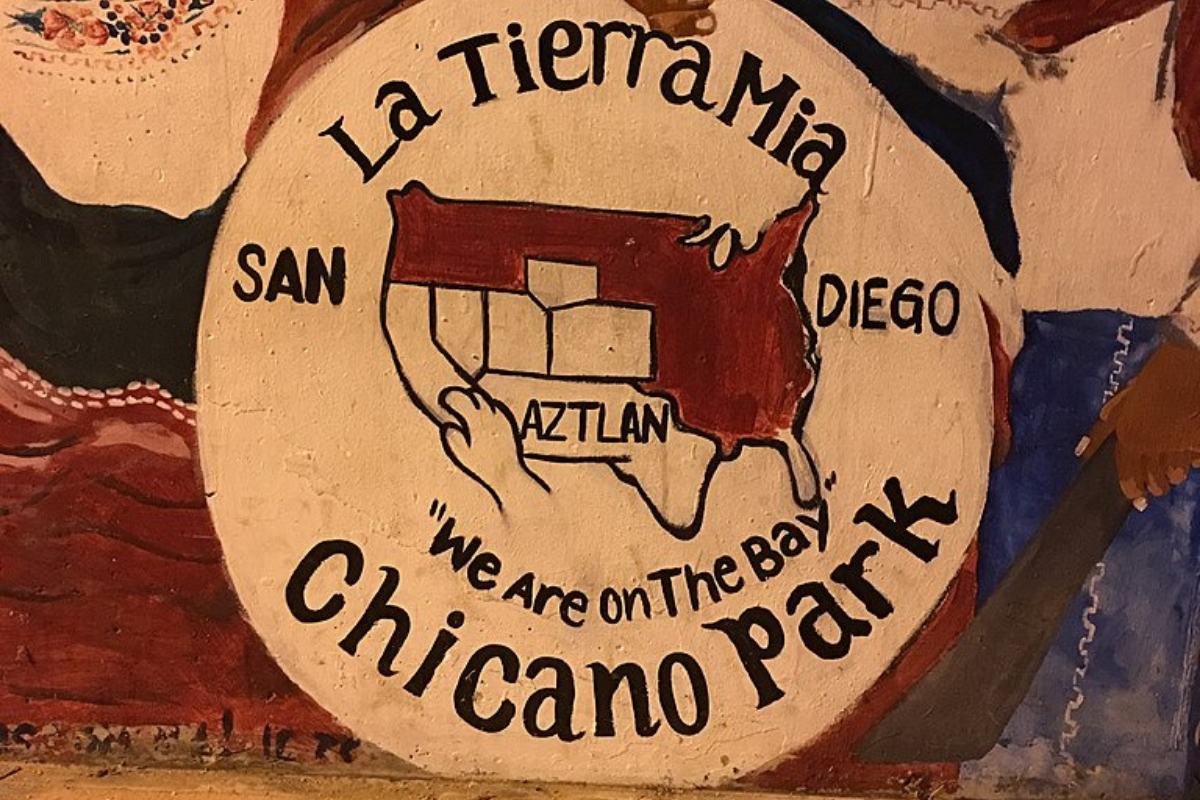 La Tierra Mia
SAN DIEGO
AZTLAN
"We Are on The Bay"
Chicano Park